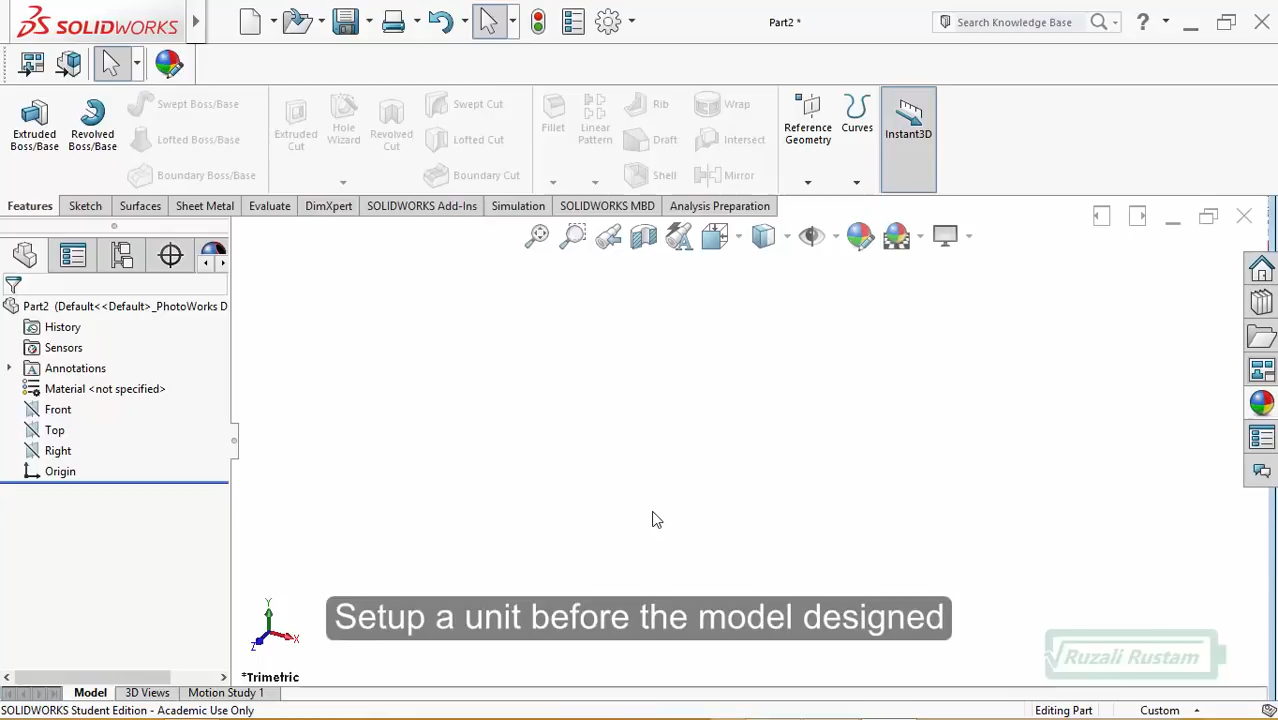 SOLIDWORKS
Part2 *
Search Knowledge Base
?
Extruded Boss/Base
Revolved Boss/Base
Swept Boss/Base
Lofted Boss/Base
Boundary Boss/Base
Extruded Cut
Hole Wizard
Revolved Cut
Swept Cut
Lofted Cut
Boundary Cut
Fillet
Linear Pattern
Rib
Draft
Shell
Wrap
Intersect
Mirror
Reference Geometry
Curves
Instant3D
Features
Sketch
Surfaces
Sheet Metal
Evaluate
DimXpert
SOLIDWORKS Add-Ins
Simulation
SOLIDWORKS MBD
Analysis Preparation
Part2 (Default<<Default>_PhotoWorks D
History
Sensors
Annotations
Material <not specified>
Front
Top
Right
Origin
Y
X
Z
Setup a unit before the model designed
Ruzali Rustam
*Trimetric
Model
3D Views
Motion Study 1
SOLIDWORKS Student Edition - Academic Use Only
Editing Part
Custom